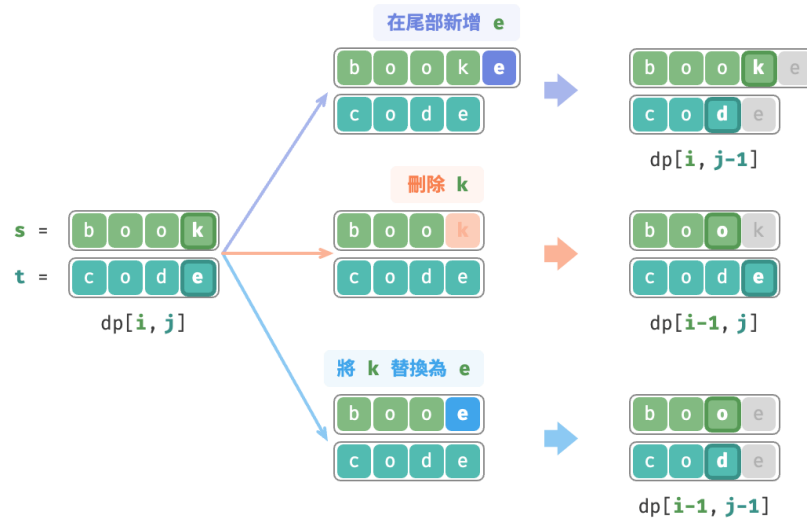 在尾部新增 e
b o o k e
c o d e
b o o k e
c o d e
dp[i, j-1]
刪除 k
s = b o o k
t = c o d e
dp[i, j]
b o o k
c o d e
b o o k
c o d e
dp[i-1, j]
將 k 替換為 e
b o o e
c o d e
b o o e
c o d e
dp[i-1, j-1]